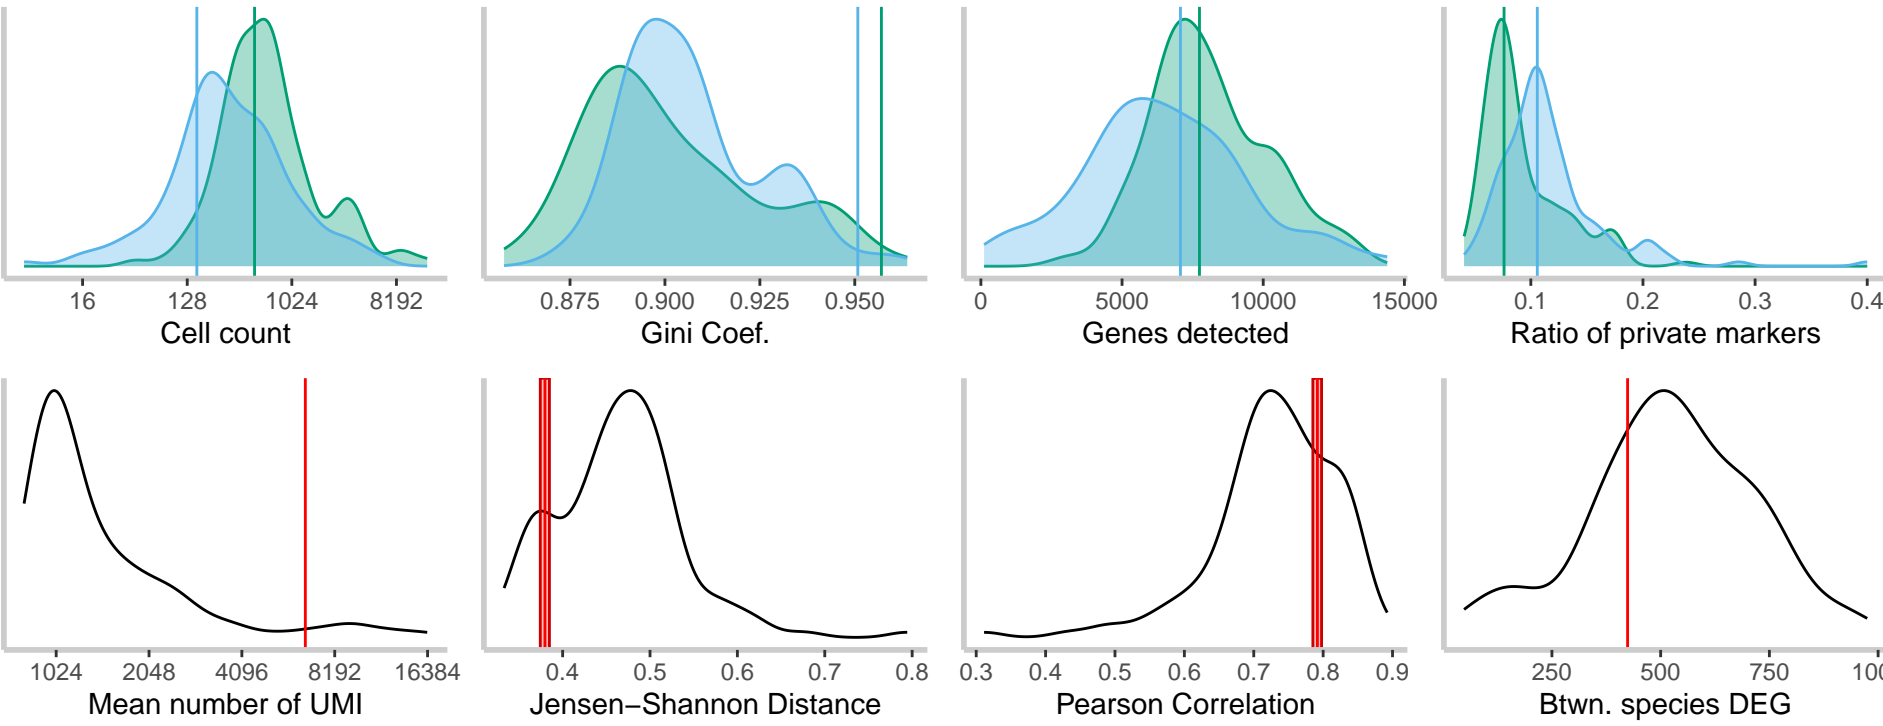 16 128 1024 8192
Cell count
0.875 0.900 0.925 0.950
Gini Coef.
0 5000 10000 15000
Genes detected
0.1 0.2 0.3 0.4
Ratio of private markers
1024 2048 4096 8192 16384
Mean number of UMI
0.4 0.5 0.6 0.7 0.8
Jensen−Shannon Distance
0.3 0.4 0.5 0.6 0.7 0.8 0.9
Pearson Correlation
250 500 750 100
Btwn. species DEG